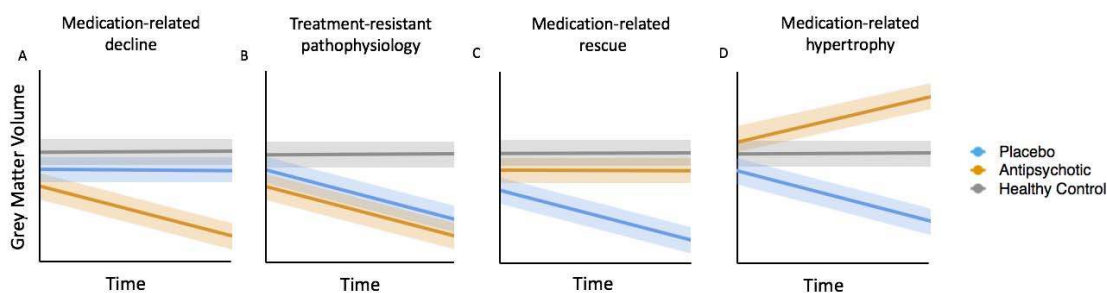 Medication-related
decline
Treatment-resistant
pathophysiology
Medication-related
rescue
Medication-related
hypertrophy
A
B
C
D
Grey Matter Volume
Placebo
Antipsychotic
Healthy Control
Time
Time
Time
Time